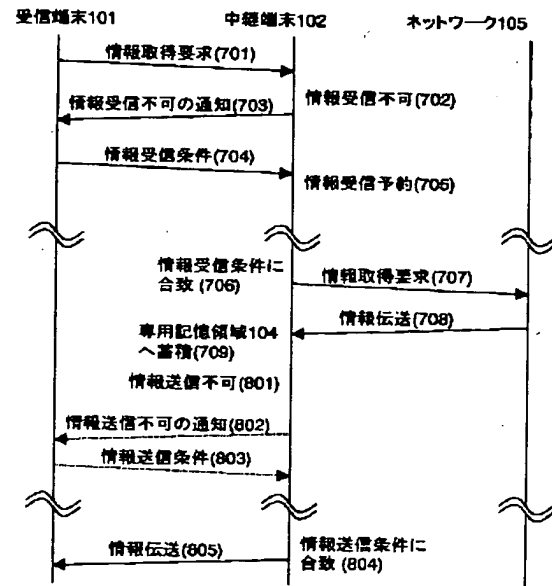 受信端末101
中継端末102
ネットワーク105
情報取得要求(701)
情報受信不可(702)
情報受信不可の通知(703)
情報受信条件(704)
情報受信予約(705)
情報受信条件に
合致(706)
情報取得要求(707)
情報伝送(708)
専用記憶領域104
へ蓄積(709)
情報送信不可(801)
情報送信不可の通知(802)
情報送信条件(803)
情報伝送(805)
情報送信条件に
合致(804)